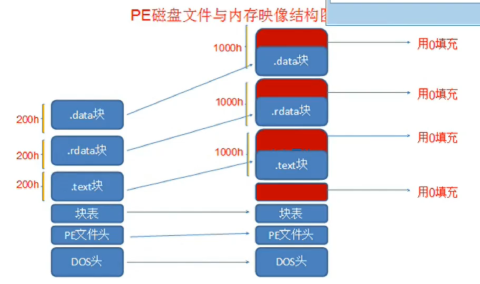 PE磁盘文件与内存映像结构图
1000h
用0填充
.data块
1000h
用0填充
.data块
200h
.rdata块
1000h
用0填充
.rdata块
200h
.text块
用0填充
.text块
200h
块表
块表
PE文件头
PE文件头
DOS头
DOS头